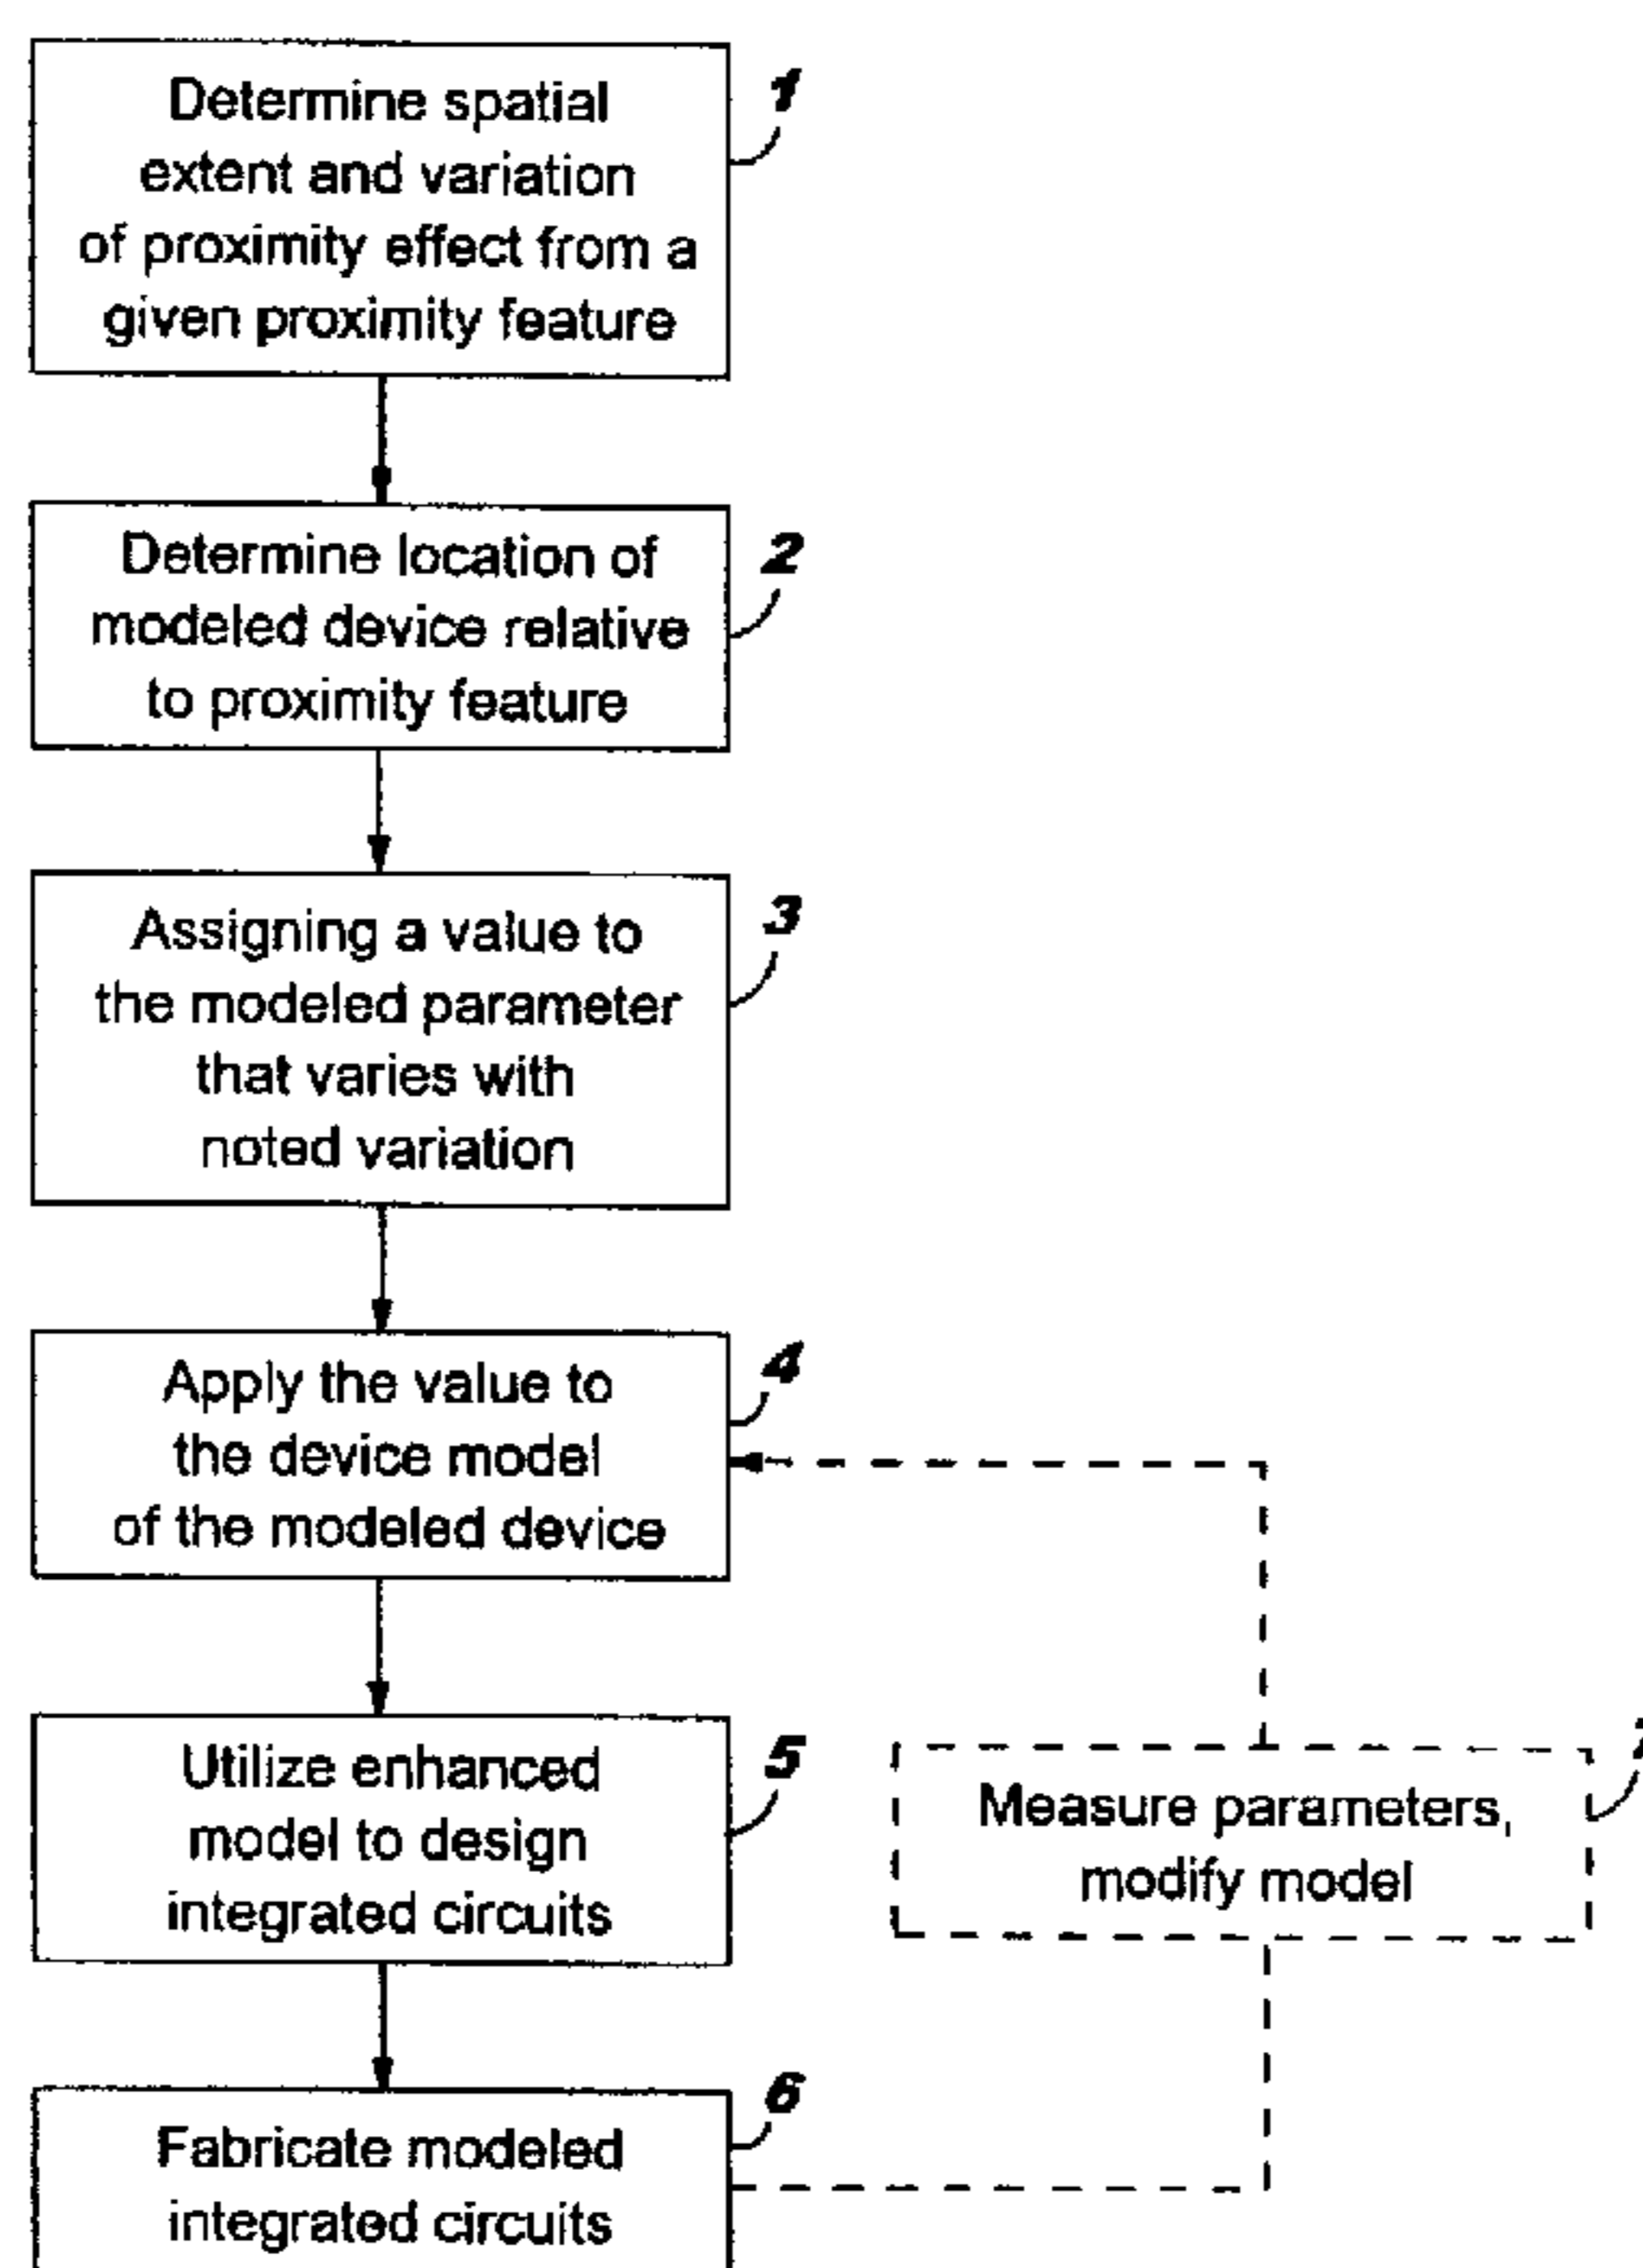 Determine spatial
extent and variation
of proximity effect from a
given proximity feature
1
Determine location of
modeled device relative
to proximity feature
2
Assigning a value to
the modeled parameter
that varies with
noted variation
3
Apply the value to
the device model
of the modeled device
4
Utilize enhanced
model to design
integrated circuits
5
Measure parameters,
modify model
Fabricate modeled
integrated circuits
6